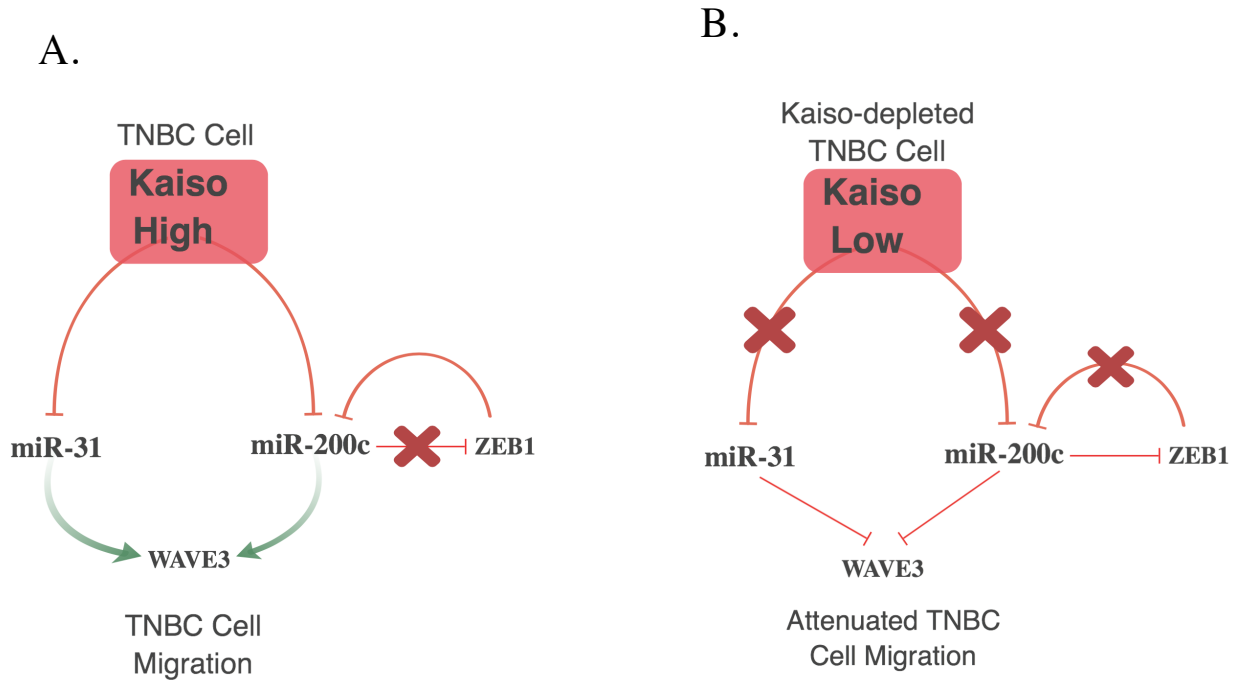 A.
TNBC Cell
Kaiso
High
miR-31
miR-200c
ZEB1
WAVE3
TNBC Cell
Migration
B.
Kaiso-depleted
TNBC Cell
Kaiso
Low
miR-31
miR-200c
ZEB1
WAVE3
Attenuated TNBC
Cell Migration